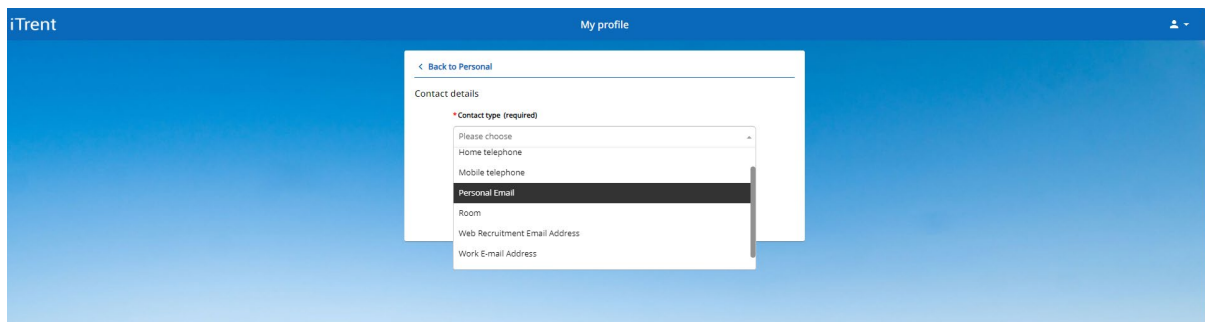 iTrent
My profile
Back to Personal
Contact details
*Contact type (required)
Please choose
Home telephone
Mobile telephone
Personal Email
Room
Web Recruitment Email Address
Work E-mail Address